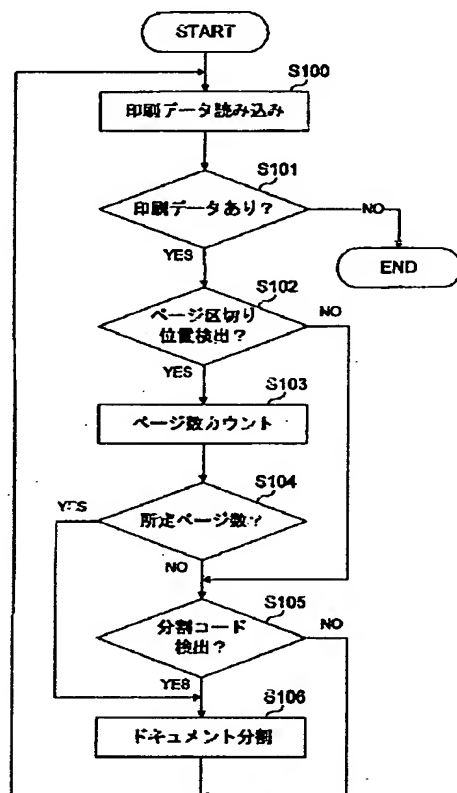 START
S100
印刷データ読み込み
S101
印刷データあり?
NO
YES
END
S102
ページ区切り
位置検出?
NO
YES
S103
ページ数カウント
S104
YES
所定ページ数?
NO
S105
分割コード
検出?
NO
YES
S106
ドキュメント分割